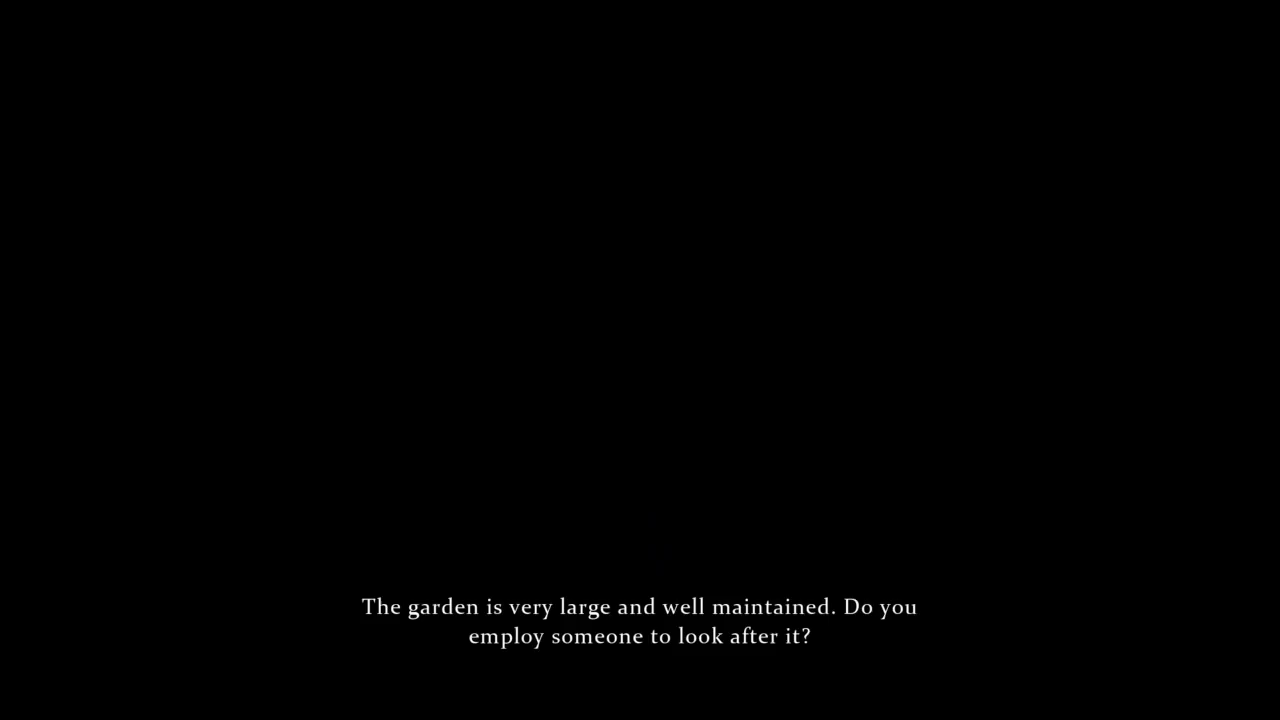 The garden is very large and well maintained. Do you
employ someone to look after it?